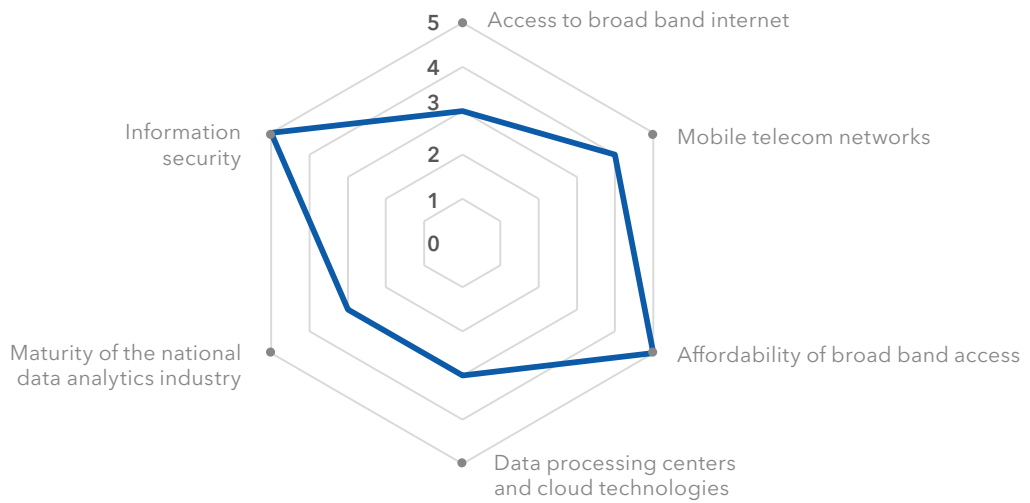 5
Access to broad band internet
4
3
Information
security
Mobile telecom networks
2
1
0
Maturity of the national
data analytics industry
Affordability of broad band access
Data processing centers
and cloud technologies